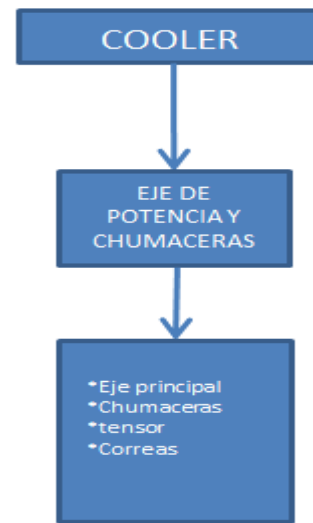 COOLER
EJE DE
POTENCIA Y
CHUMACERAS
*Eje principal
*Chumaceras
*tensor
*Correas